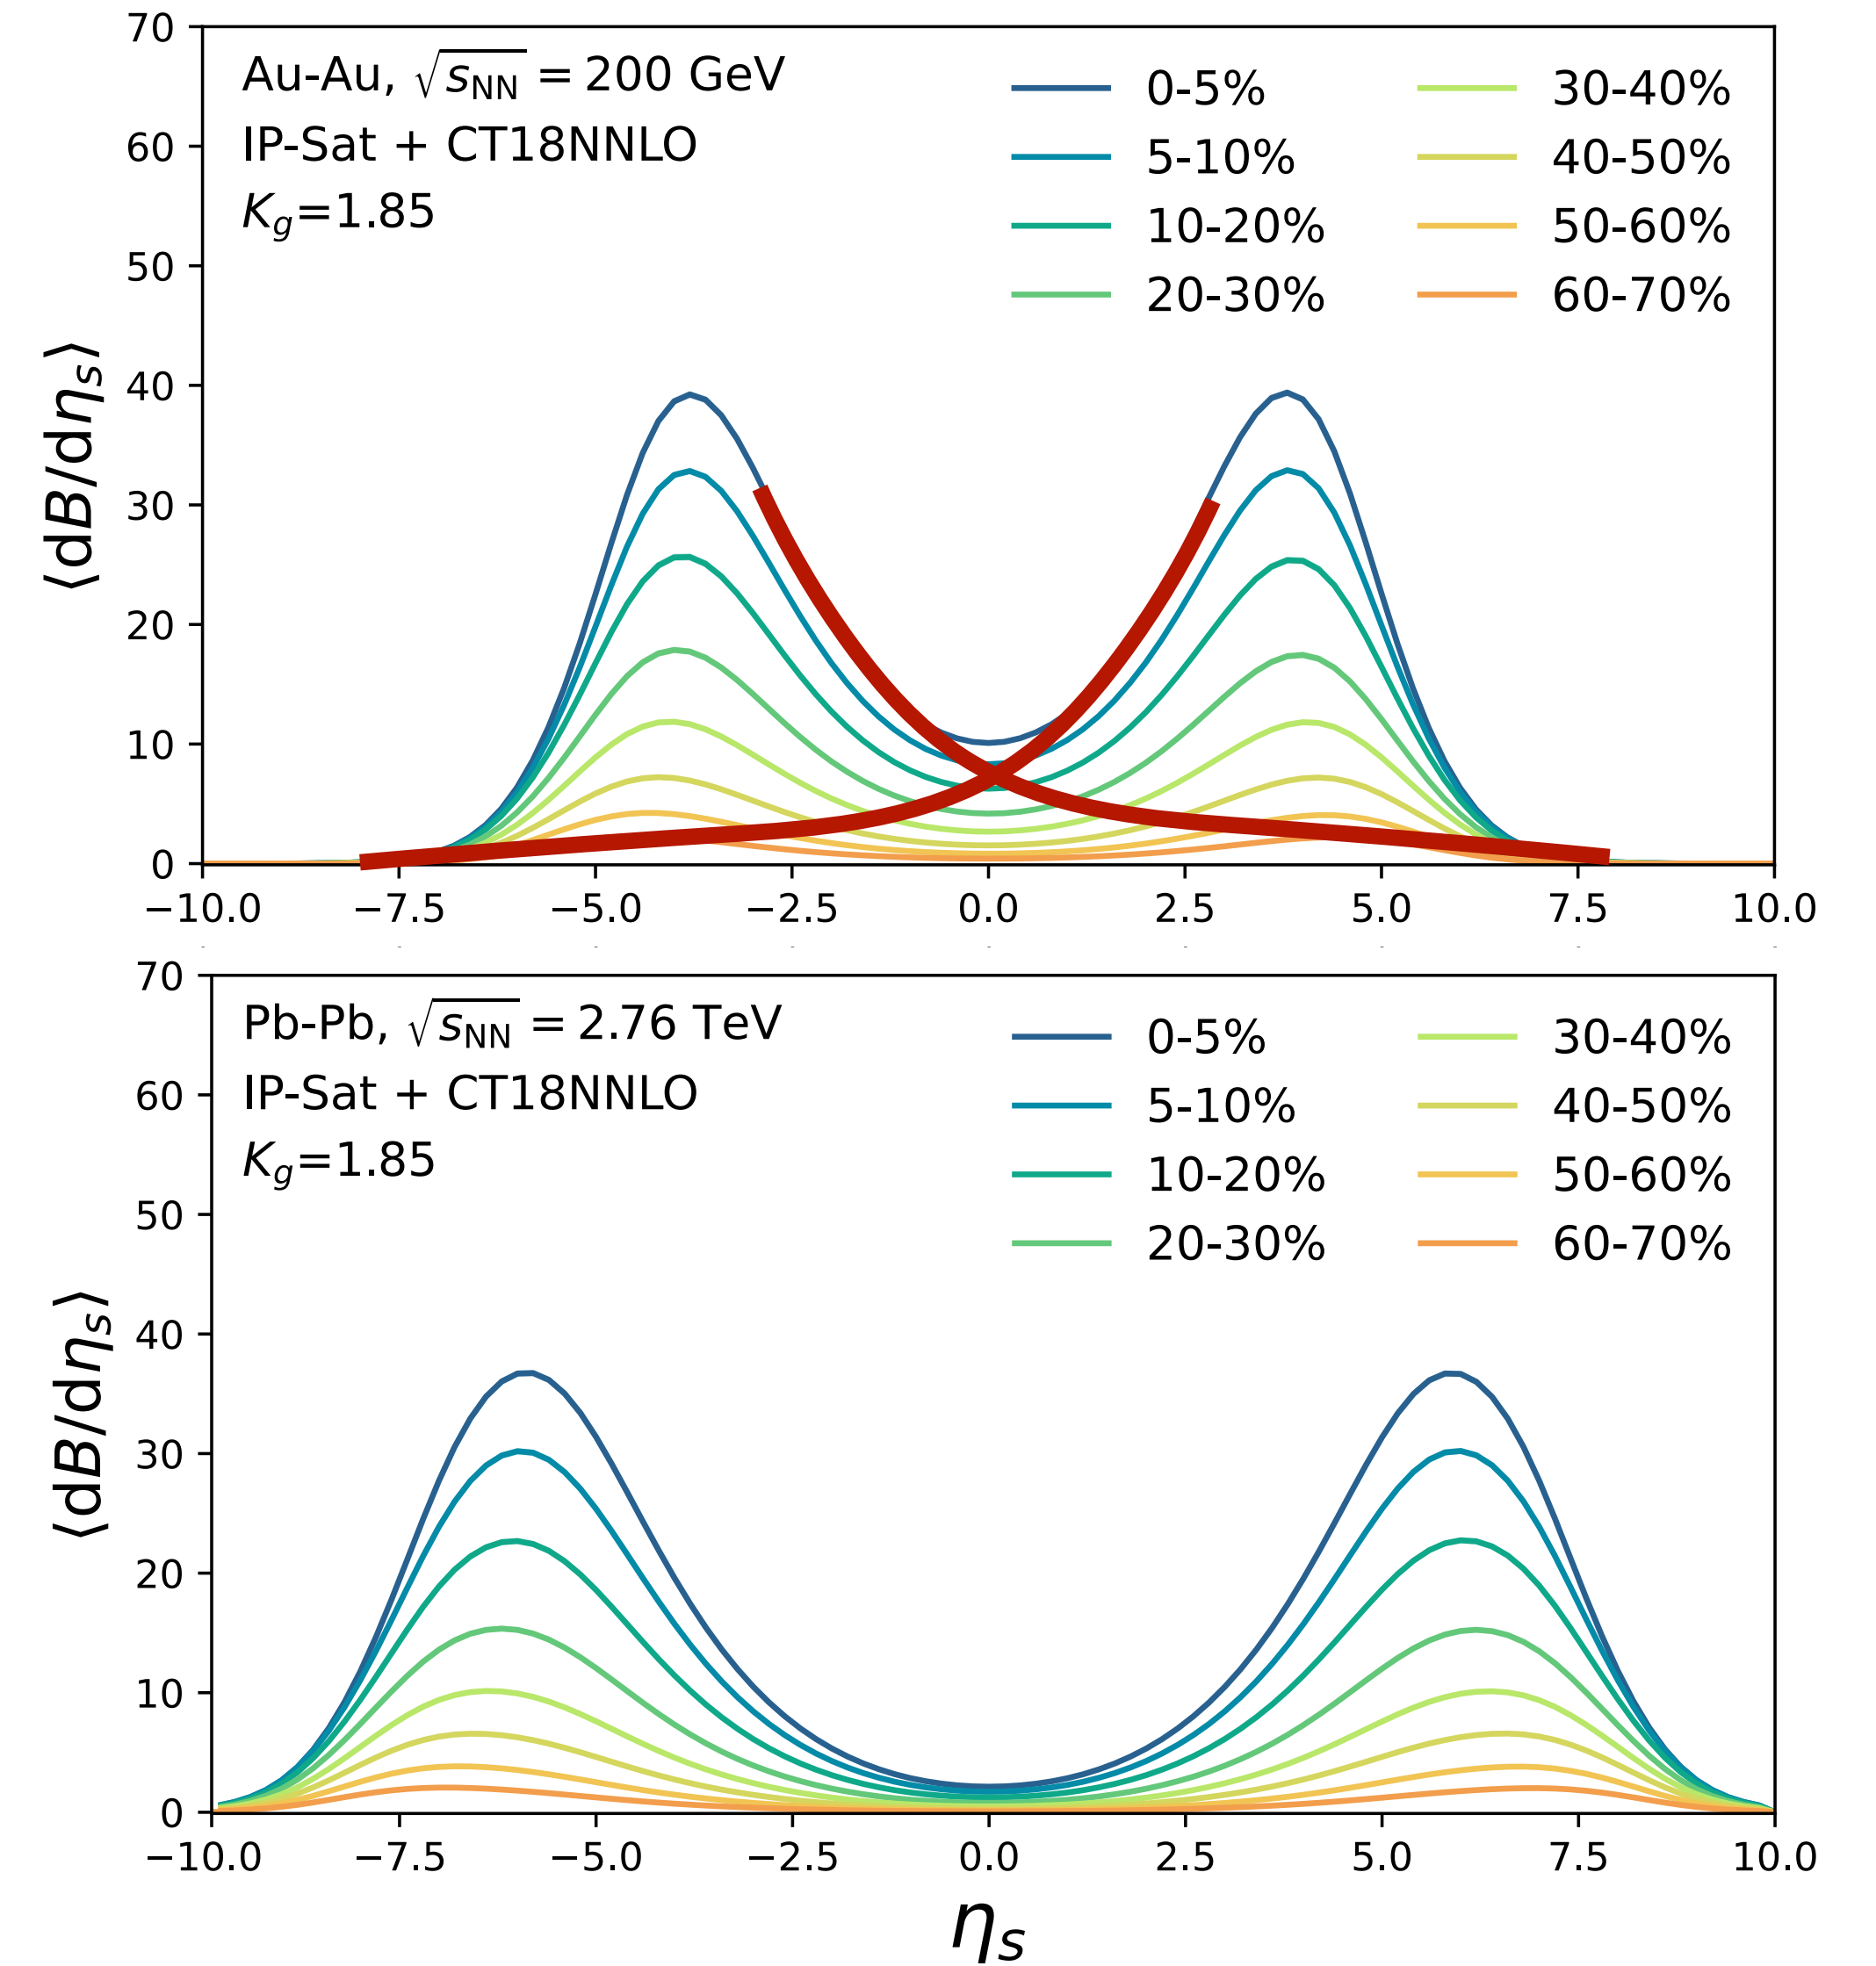 70
60
50
40
30
20
10
0
⟨dB/dηs⟩
Au-Au, √sNN = 200 GeV
IP-Sat + CT18NNLO
Kg=1.85
0-5%
5-10%
10-20%
20-30%
30-40%
40-50%
50-60%
60-70%
−10.0 −7.5 −5.0 −2.5 0.0 2.5 5.0 7.5 10.0
70
60
50
40
30
20
10
0
⟨dB/dηs⟩
Pb-Pb, √sNN = 2.76 TeV
IP-Sat + CT18NNLO
Kg=1.85
0-5%
5-10%
10-20%
20-30%
30-40%
40-50%
50-60%
60-70%
−10.0 −7.5 −5.0 −2.5 0.0 2.5 5.0 7.5 10.0
ηs